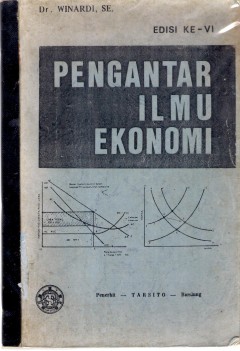 Dr. WINARDI, SE.
EDISI KE-VI
PENGANTAR
ILMU
EKONOMI
Penerbit — TARSITO — Bandung